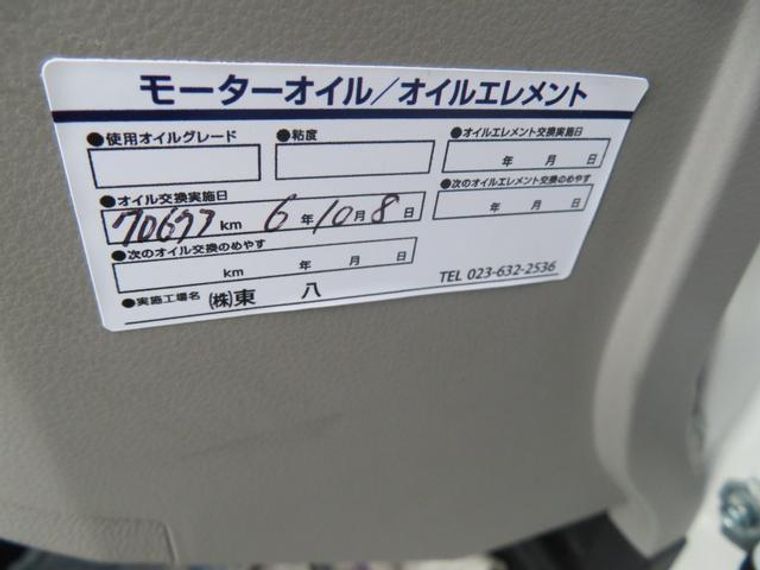 モーターオイル/オイルエレメント
●使用オイルグレード ●粘度 ●オイルエレメント交換実施日
年 月 日
●オイル交換実施日 ●次のオイルエレメント交換のめやす
70677 km 6年10月8日 年 月 日
●次のオイル交換のめやす
km 年 月 日
●実施工場名 ㈱東 八 TEL 023-632-2536